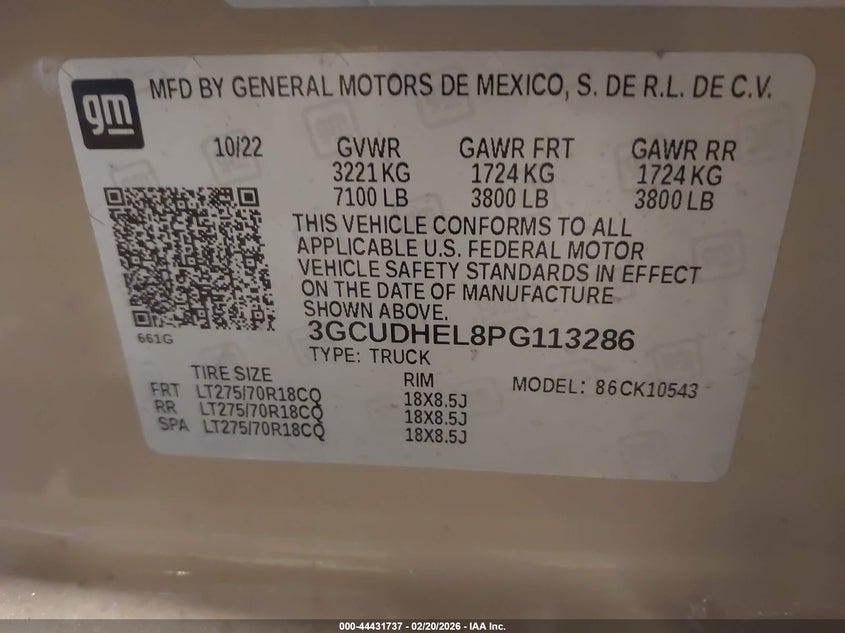 gm
MFD BY GENERAL MOTORS DE MEXICO, S. DE R.L. DE C.V.
10/22 GVWR GAWR FRT GAWR RR
3221 KG 1724 KG 1724 KG
7100 LB 3800 LB 3800 LB
THIS VEHICLE CONFORMS TO ALL
APPLICABLE U.S. FEDERAL MOTOR
VEHICLE SAFETY STANDARDS IN EFFECT
ON THE DATE OF MANUFACTURE
SHOWN ABOVE.
661G
3GCUDHEL8PG113286
TYPE: TRUCK
TIRE SIZE RIM MODEL: 86CK10543
FRT LT275/70R18CQ 18X8.5J
RR LT275/70R18CQ 18X8.5J
SPA LT275/70R18CQ 18X8.5J
000-44431737 - 02/20/2026 - IAA Inc.